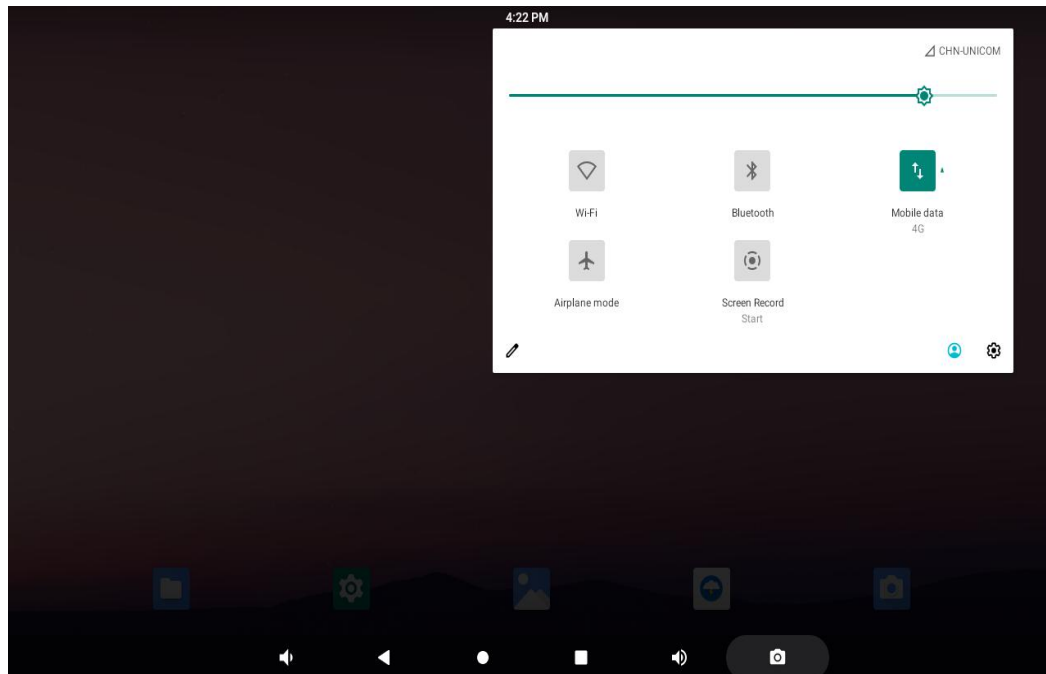 4:22 PM
CHN-UNICOM
Wi-Fi
Bluetooth
Mobile data
4G
Airplane mode
Screen Record
Start